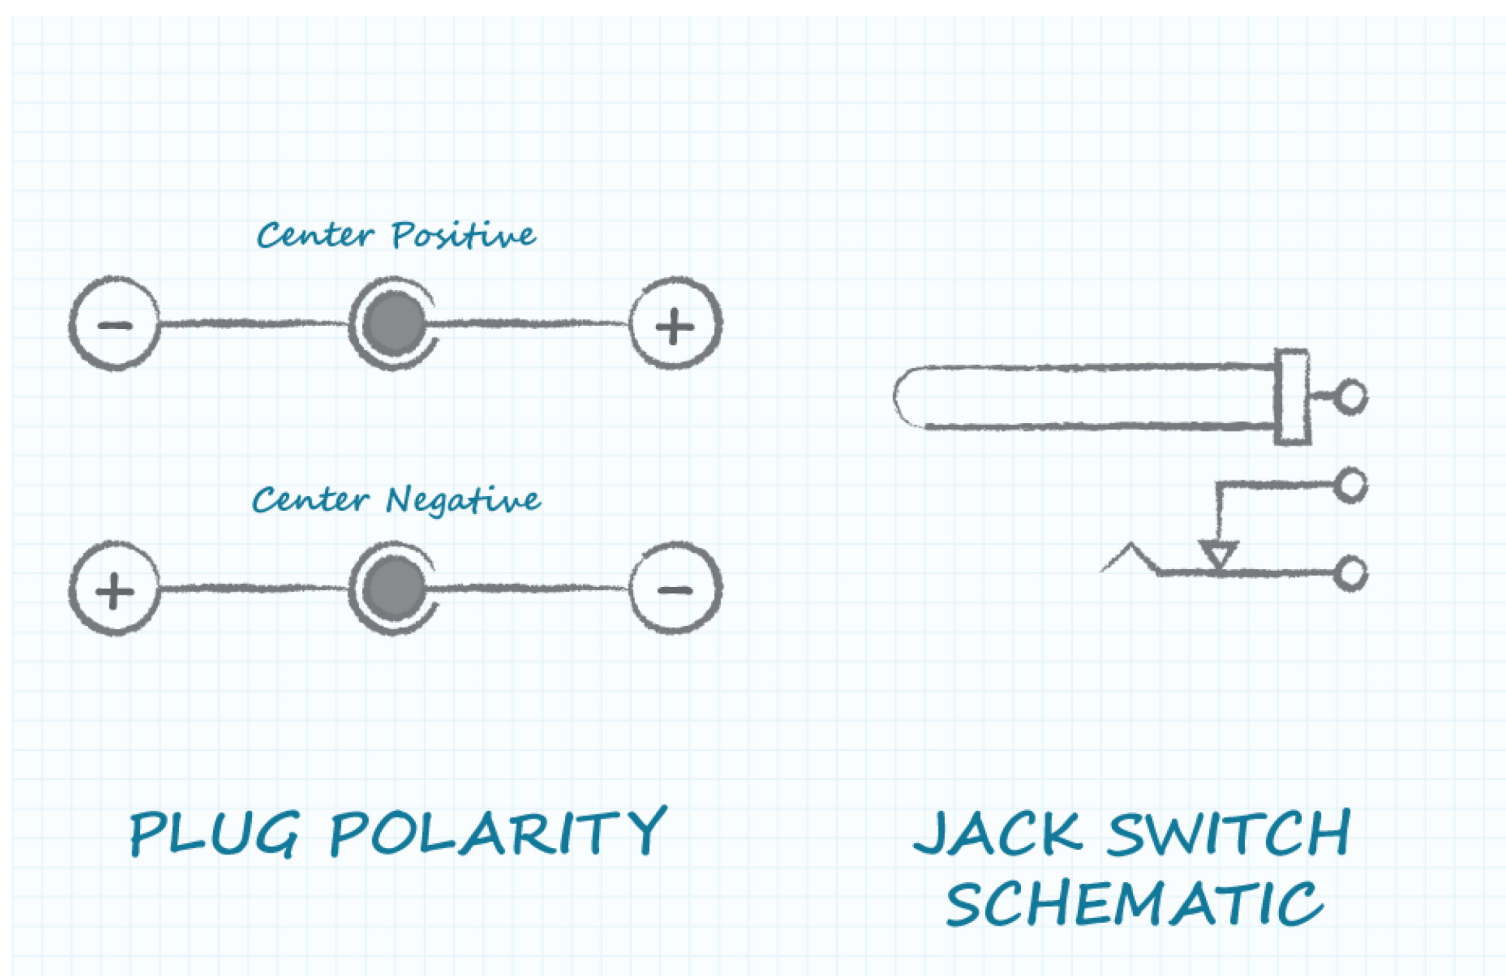 Center Positive
−
+
Center Negative
+
−
PLUG POLARITY
JACK SWITCH
SCHEMATIC